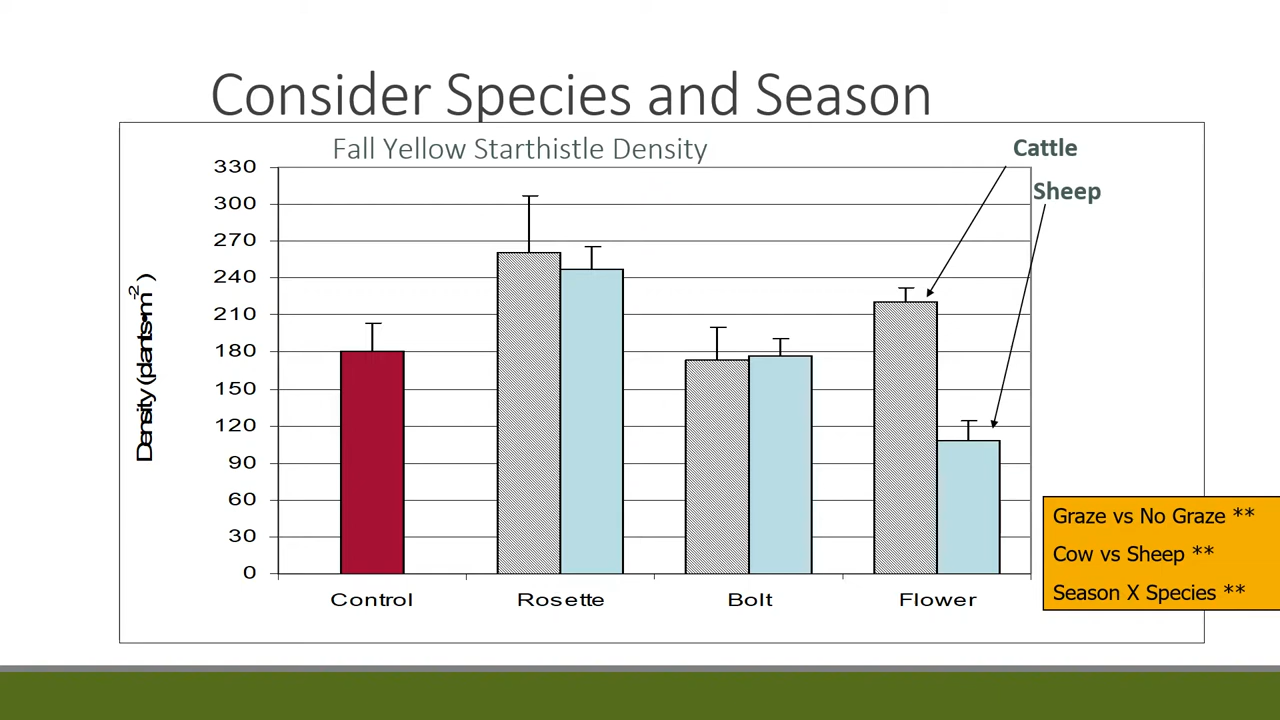 Consider Species and Season
Fall Yellow Starthistle Density
Cattle
Sheep
330
300
270
240
210
180
150
120
90
60
30
0
Density (plants•m-2)
Control
Rosette
Bolt
Flower
Graze vs No Graze **
Cow vs Sheep **
Season X Species **